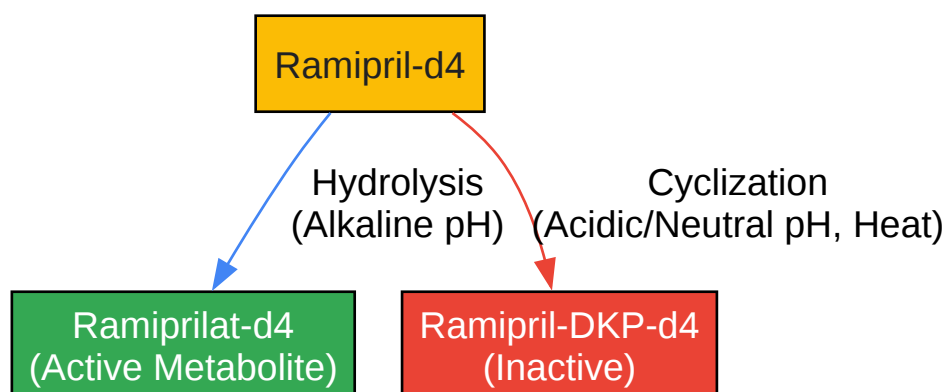 Ramipril-d4
Hydrolysis
(Alkaline pH)
Cyclization
(Acidic/Neutral pH, Heat)
Ramiprilat-d4
(Active Metabolite)
Ramipril-DKP-d4
(Inactive)